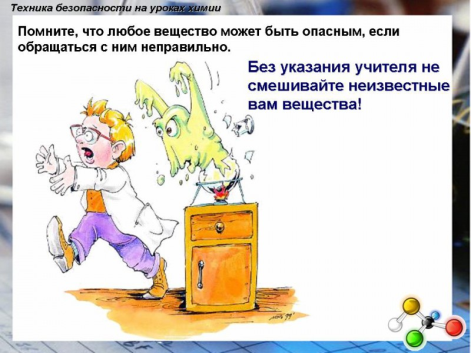 Техника безопасности на уроках химии
Помните, что любое вещество может быть опасным, если
обращаться с ним неправильно.
Без указания учителя не
смешивайте неизвестные
вам вещества!